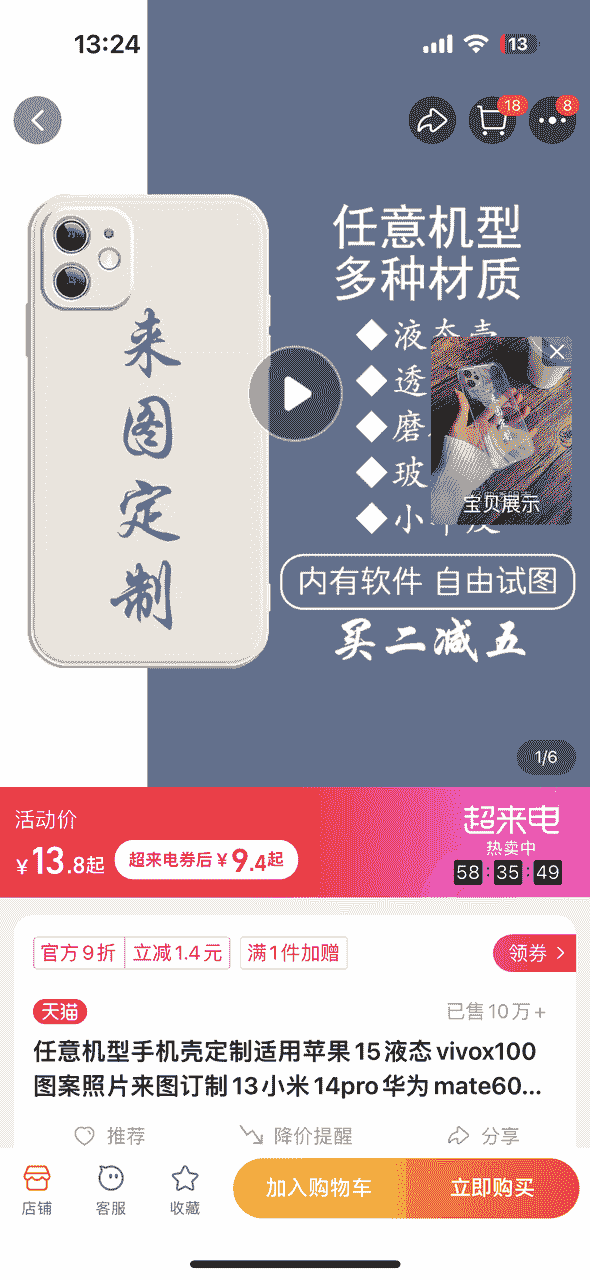 13:24
13
18
8
任意机型
多种材质
来图定制
◆液态壳
◆透
◆磨
◆玻
◆小
宝贝展示
内有软件 自由试图
买二减五
1/6
活动价
¥13.8起
超来电券后¥9.4起
超来电
热卖中
58:35:49
官方9折 立减1.4元 满1件加赠
领券 >
天猫
已售10万+
任意机型手机壳定制适用苹果15液态vivox100
图案照片来图订制13小米14pro华为mate60...
推荐 降价提醒 分享
店铺 客服 收藏 加入购物车 立即购买